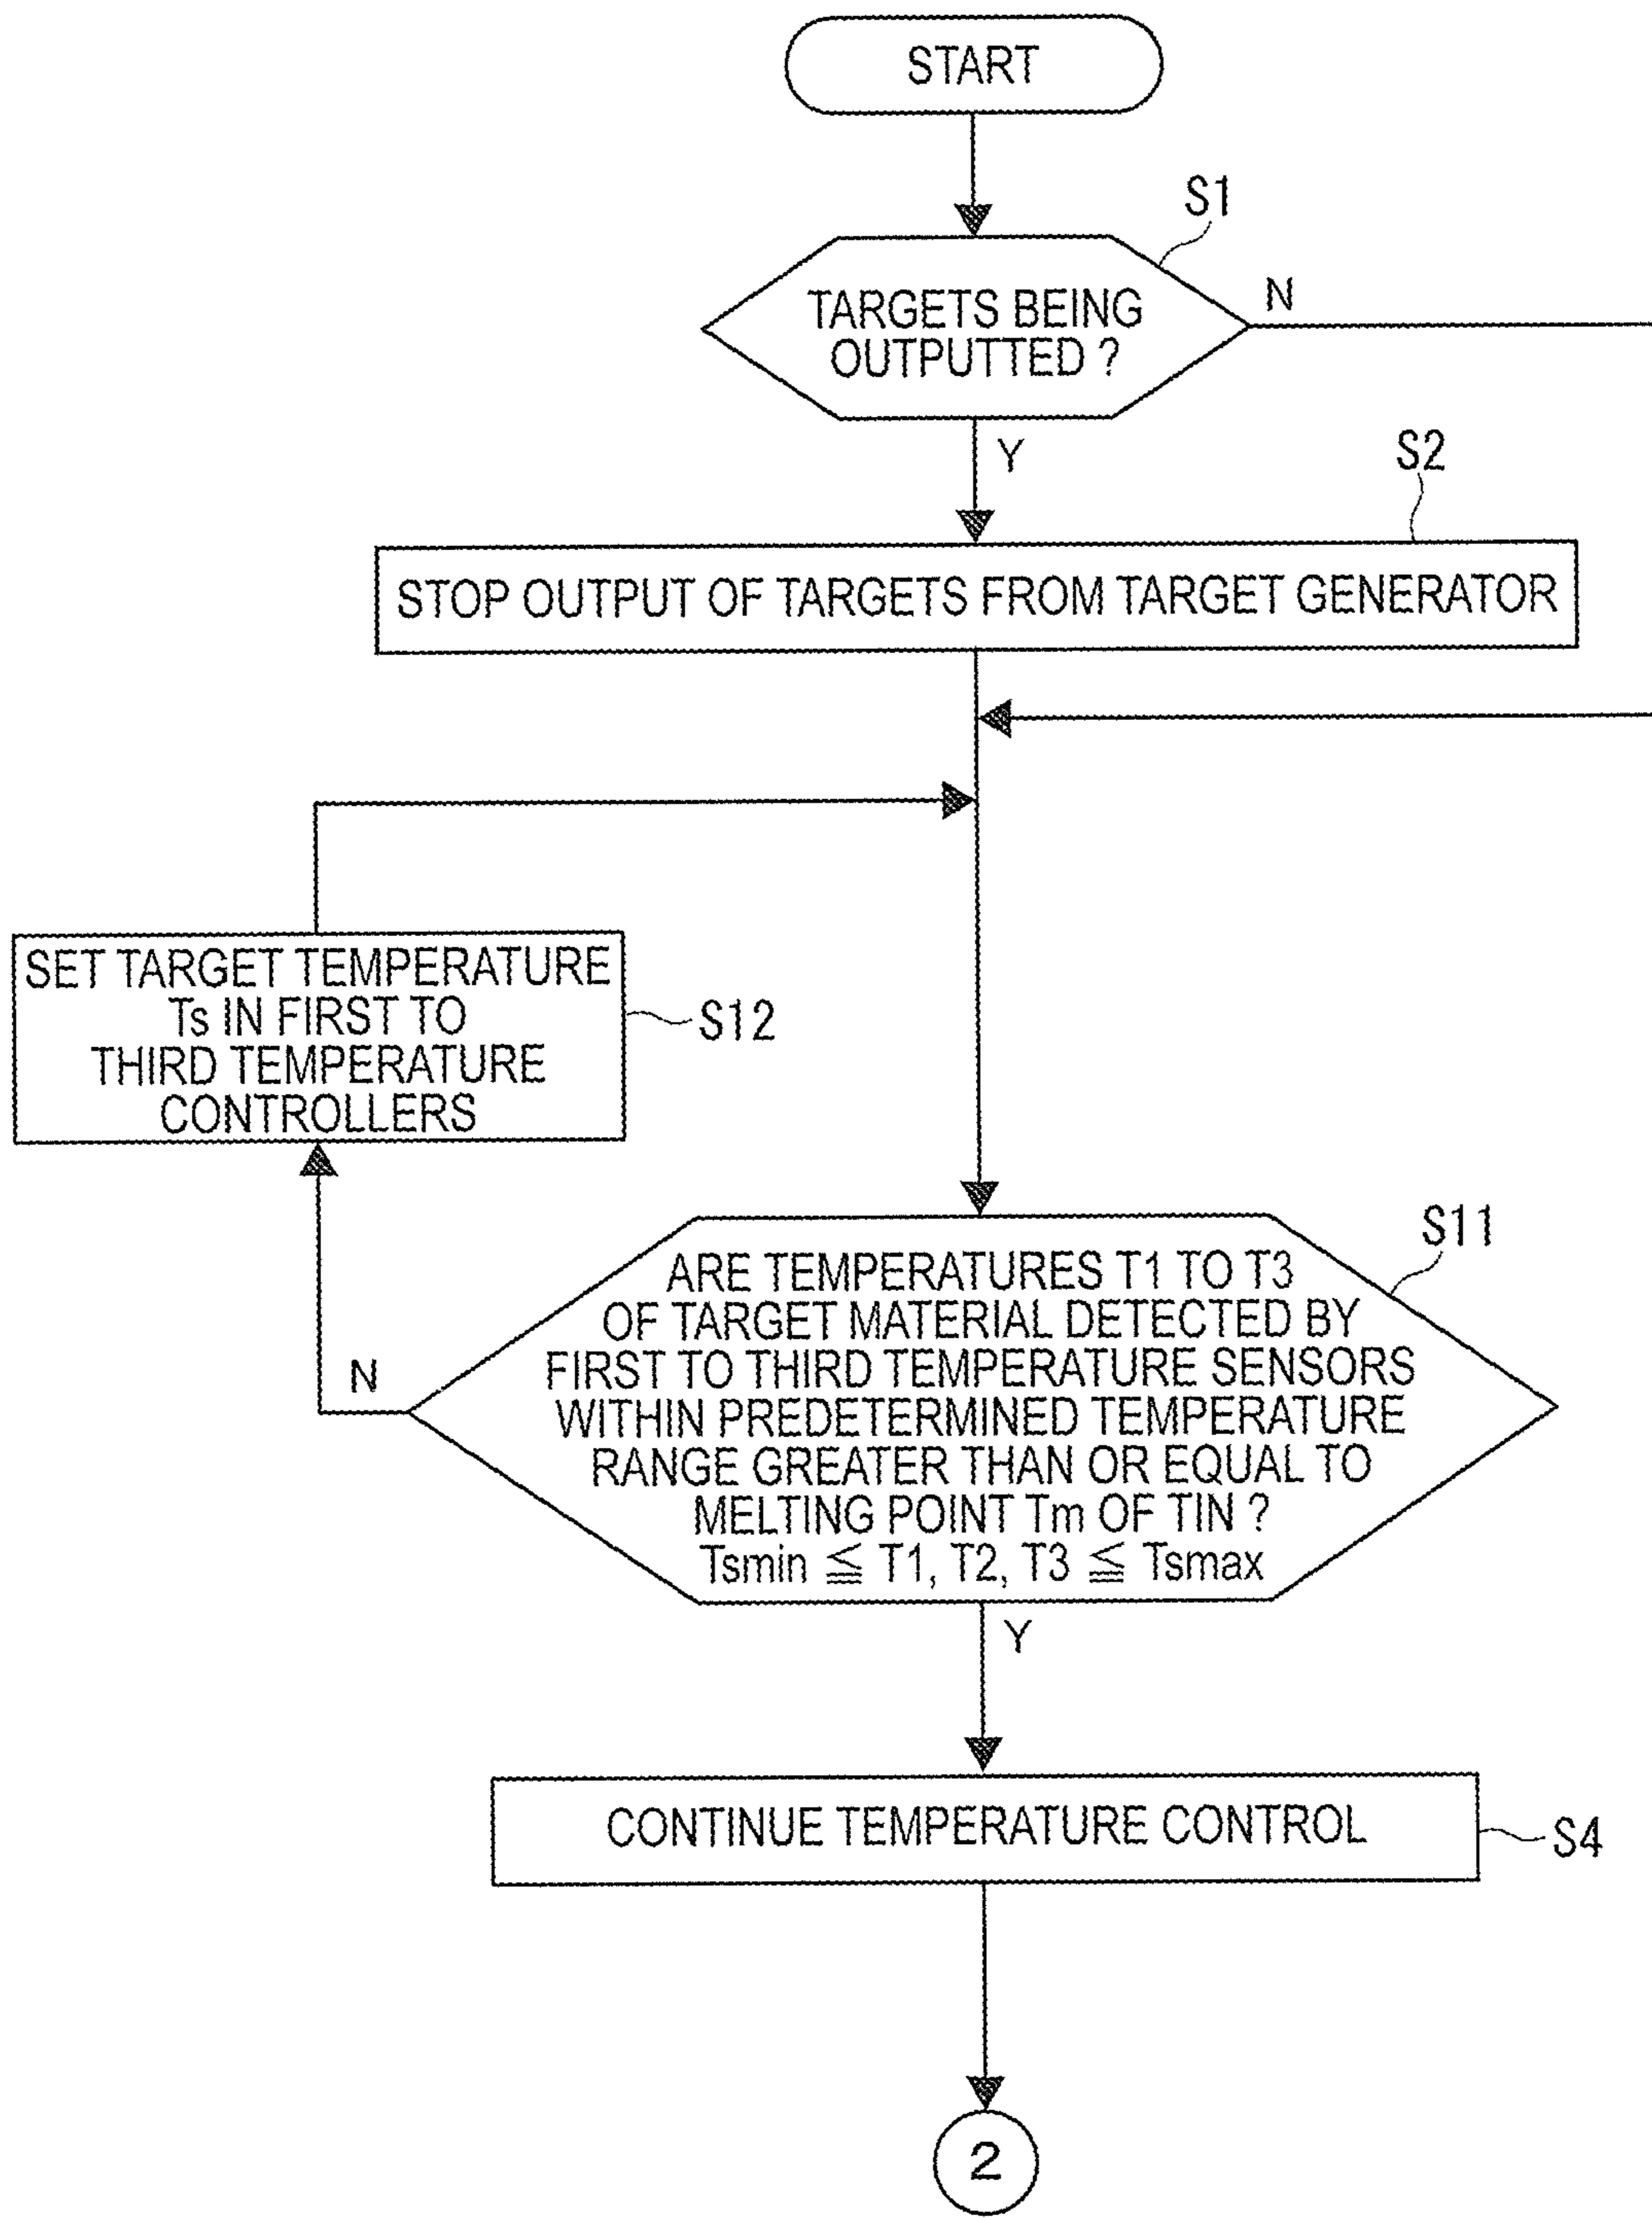 START
S1
TARGETS BEING
OUTPUTTED ?
N
Y
S2
STOP OUTPUT OF TARGETS FROM TARGET GENERATOR
SET TARGET TEMPERATURE
Ts IN FIRST TO
THIRD TEMPERATURE
CONTROLLERS
S12
S11
ARE TEMPERATURES T1 TO T3
OF TARGET MATERIAL DETECTED BY
FIRST TO THIRD TEMPERATURE SENSORS
WITHIN PREDETERMINED TEMPERATURE
RANGE GREATER THAN OR EQUAL TO
MELTING POINT Tm OF TIN ?
Tsmin ≦ T1, T2, T3 ≦ Tsmax
N
Y
CONTINUE TEMPERATURE CONTROL
S4
2